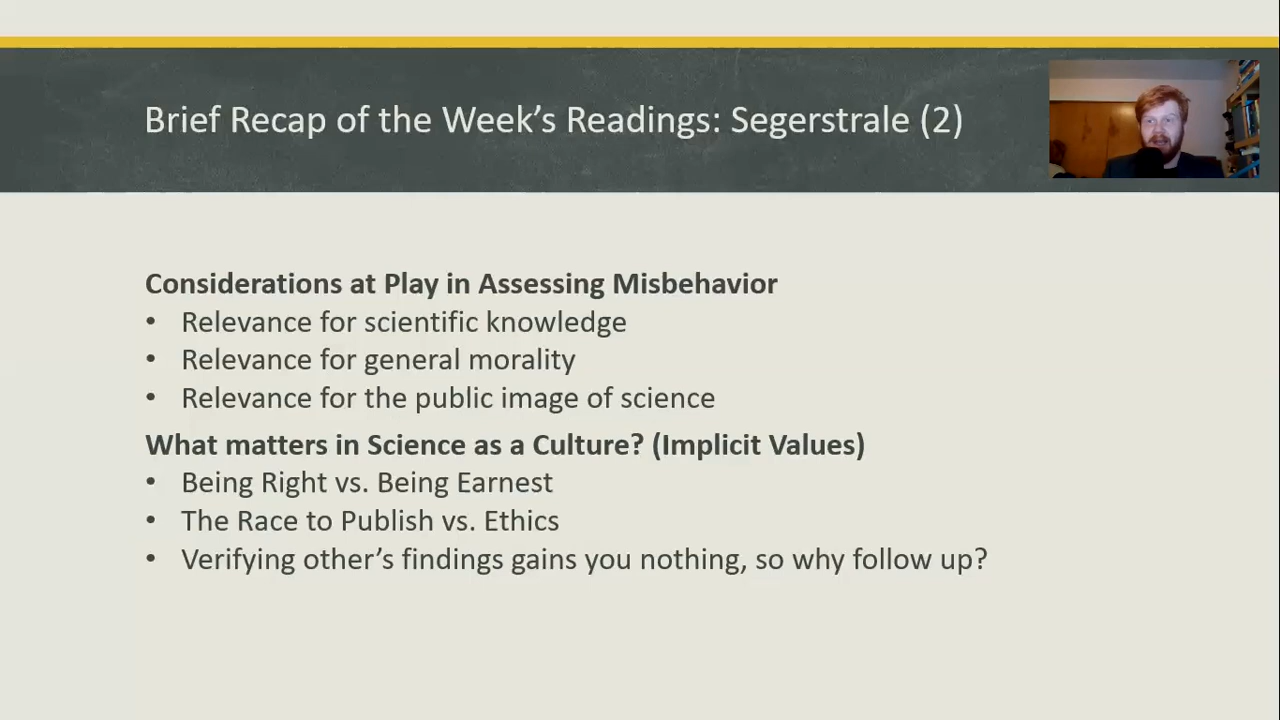 Brief Recap of the Week’s Readings: Segerstrale (2)
Considerations at Play in Assessing Misbehavior
• Relevance for scientific knowledge
• Relevance for general morality
• Relevance for the public image of science
What matters in Science as a Culture? (Implicit Values)
• Being Right vs. Being Earnest
• The Race to Publish vs. Ethics
• Verifying other’s findings gains you nothing, so why follow up?